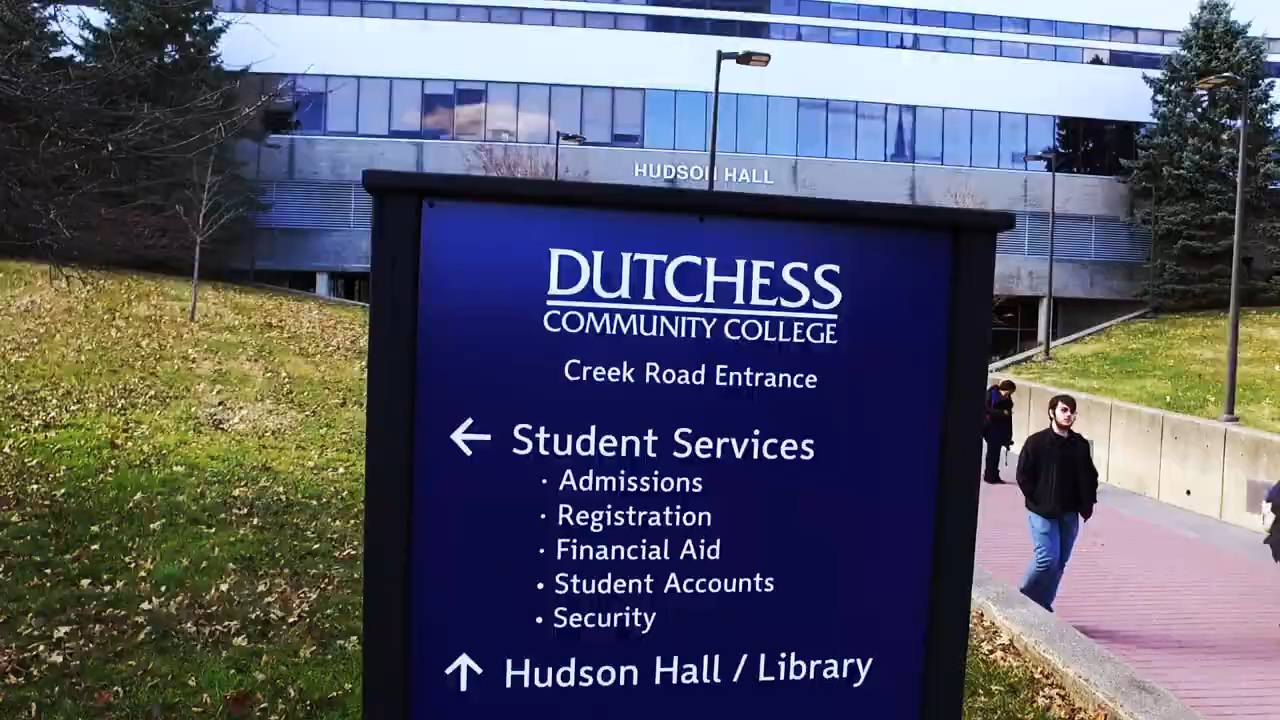 HUDSON HALL
DUTCHESS
COMMUNITY COLLEGE
Creek Road Entrance
← Student Services
· Admissions
· Registration
· Financial Aid
· Student Accounts
· Security
↑ Hudson Hall / Library